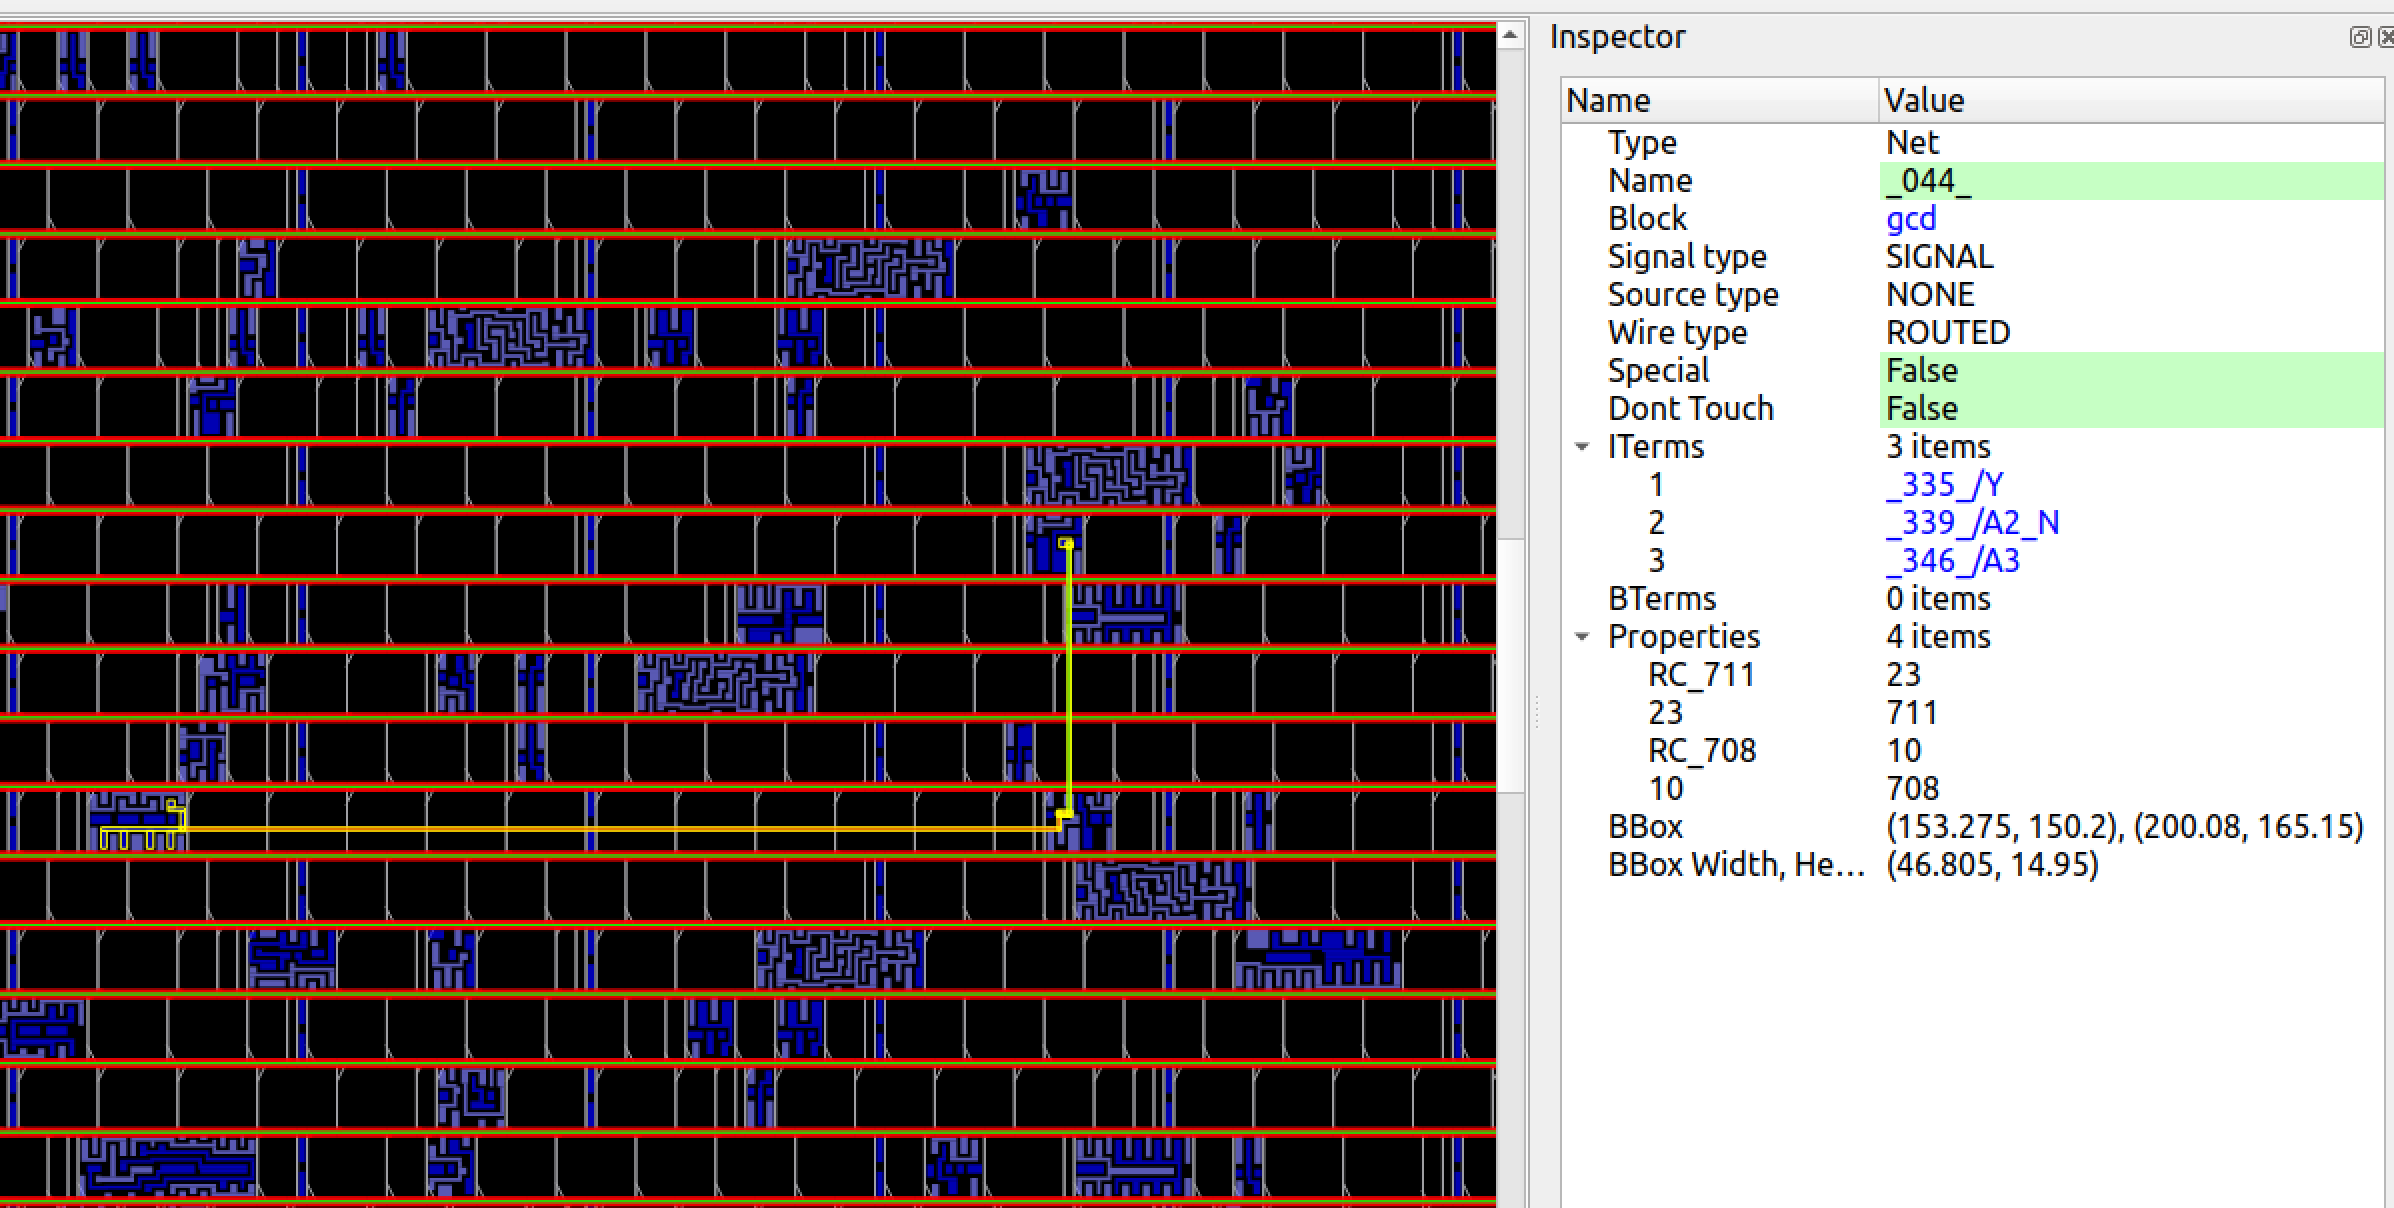 Inspector
Name Value
Type Net
Name _044_
Block gcd
Signal type SIGNAL
Source type NONE
Wire type ROUTED
Special False
Dont Touch False
ITerms 3 items
1 _335_/Y
2 _339_/A2_N
3 _346_/A3
BTerms 0 items
Properties 4 items
RC_711 23
23 711
RC_708 10
10 708
BBox (153.275, 150.2), (200.08, 165.15)
BBox Width, He... (46.805, 14.95)